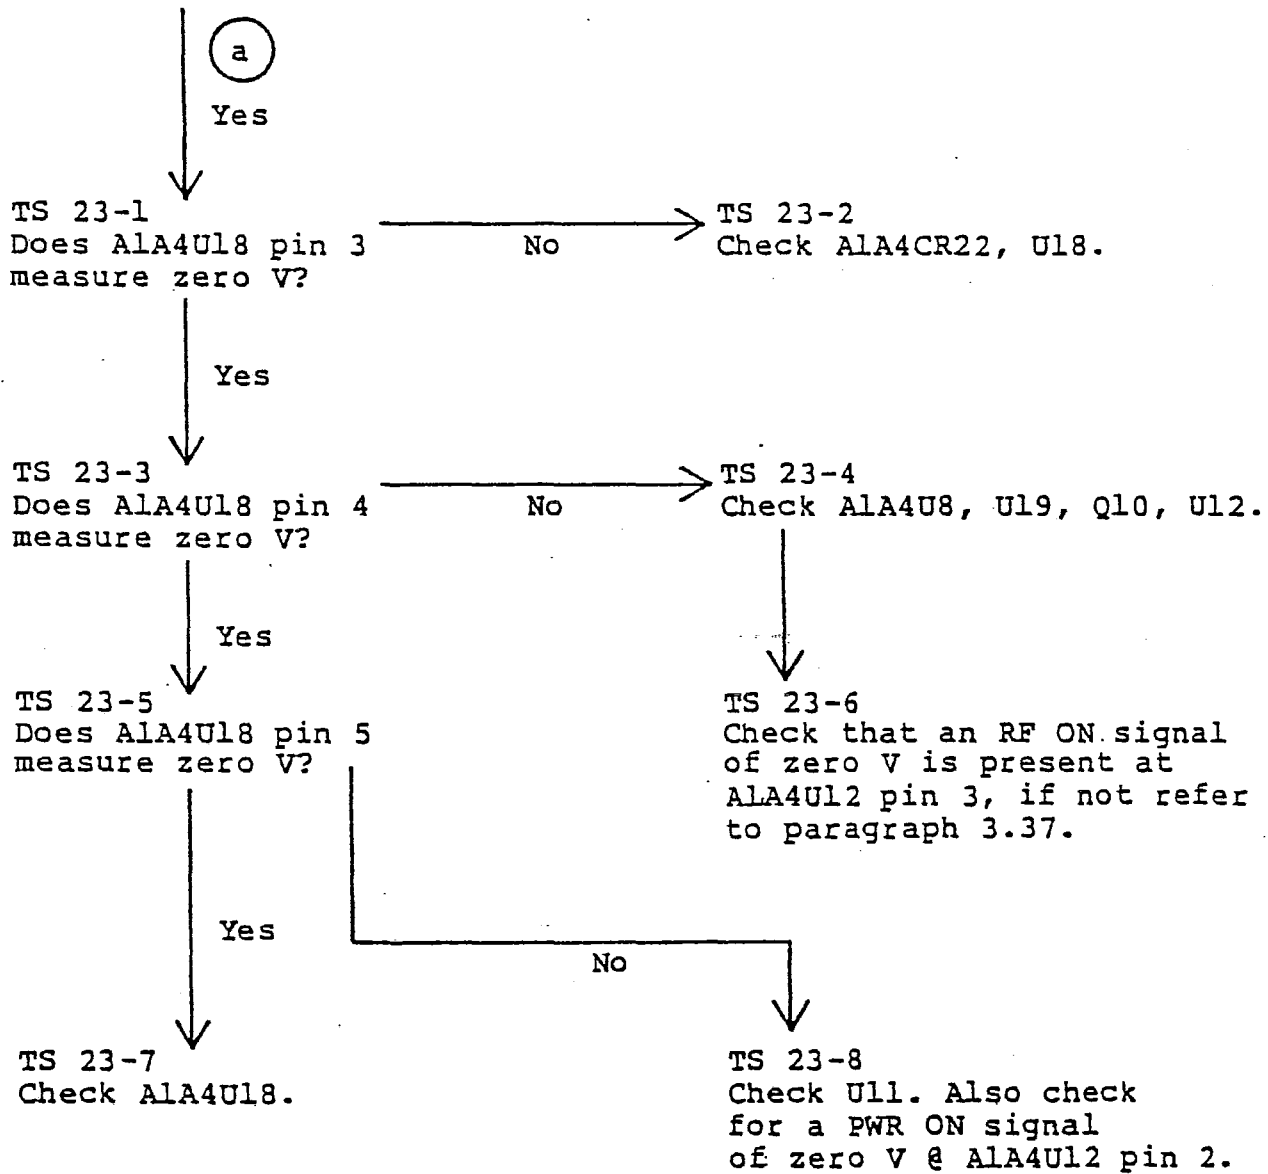 a
Yes
TS 23-1
Does A1A4U18 pin 3
measure zero V?
No
TS 23-2
Check A1A4CR22, U18.
Yes
TS 23-3
Does A1A4U18 pin 4
measure zero V?
No
TS 23-4
Check A1A4U8, U19, Q10, U12.
Yes
TS 23-5
Does A1A4U18 pin 5
measure zero V?
TS 23-6
Check that an RF ON signal
of zero V is present at
A1A4U12 pin 3, if not refer
to paragraph 3.37.
Yes
No
TS 23-7
Check A1A4U18.
TS 23-8
Check U11. Also check
for a PWR ON signal
of zero V @ A1A4U12 pin 2.